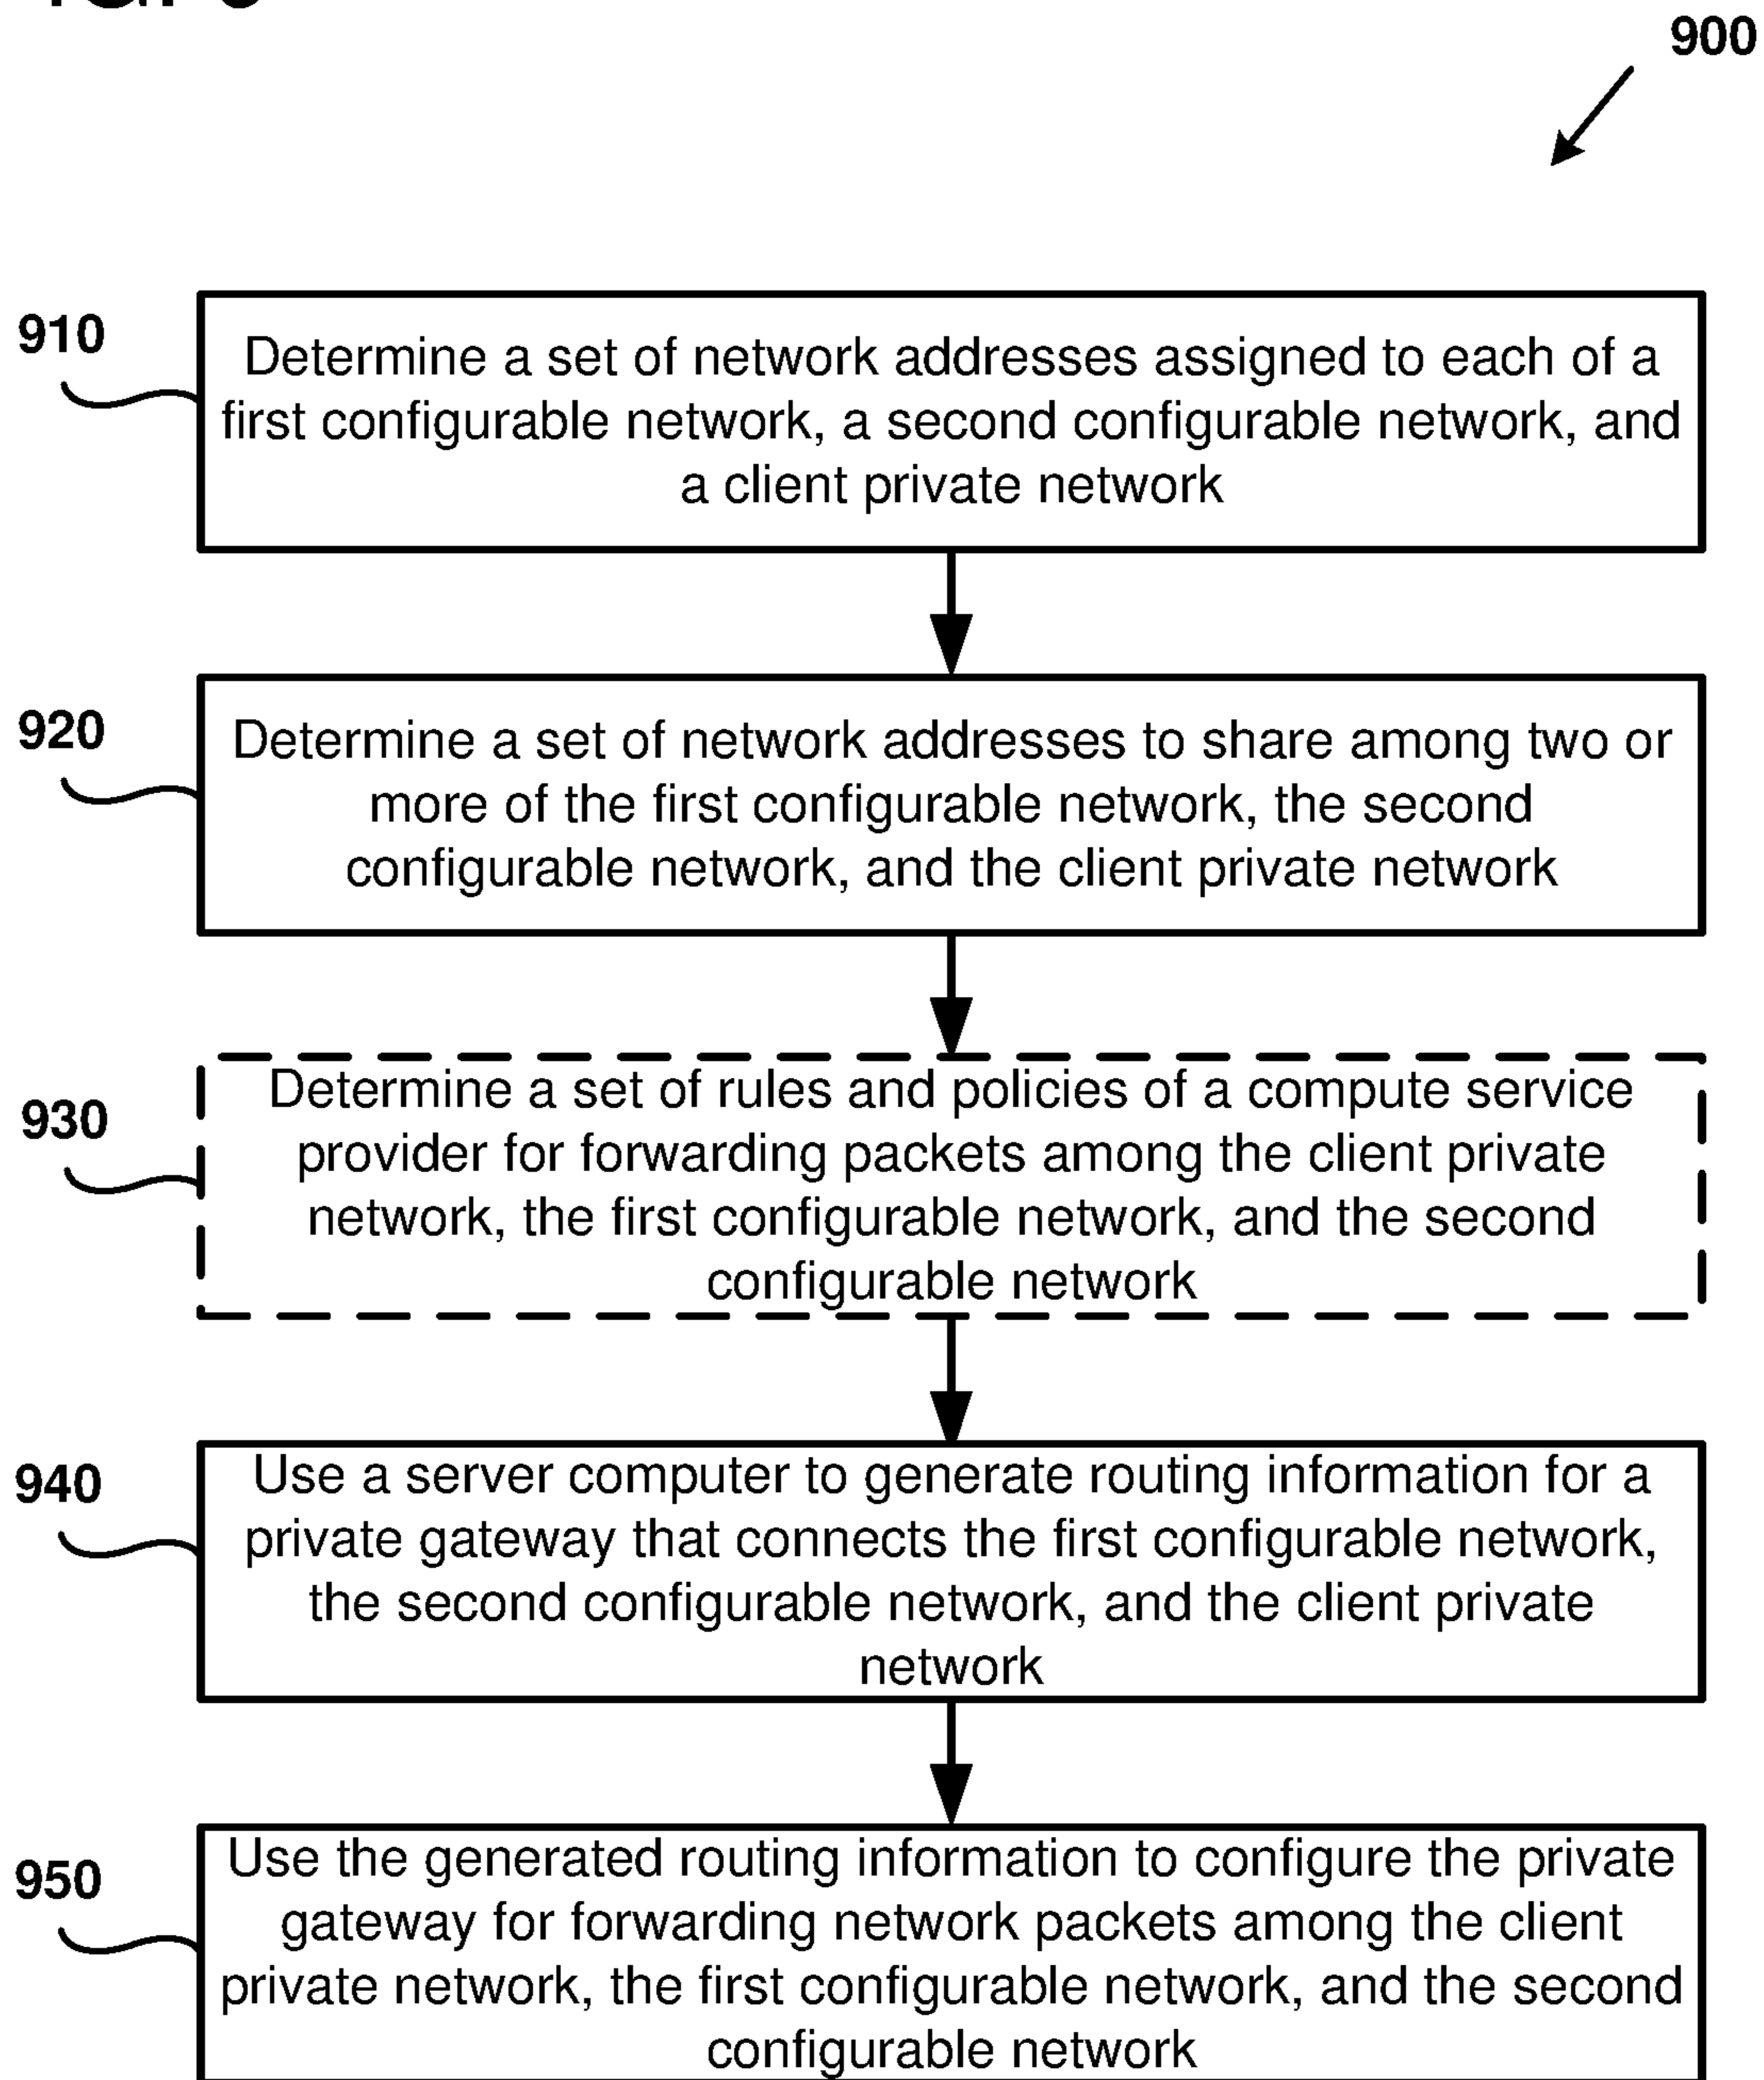 900
910
Determine a set of network addresses assigned to each of a
first configurable network, a second configurable network, and
a client private network
920
Determine a set of network addresses to share among two or
more of the first configurable network, the second
configurable network, and the client private network
930
Determine a set of rules and policies of a compute service
provider for forwarding packets among the client private
network, the first configurable network, and the second
configurable network
940
Use a server computer to generate routing information for a
private gateway that connects the first configurable network,
the second configurable network, and the client private
network
950
Use the generated routing information to configure the private
gateway for forwarding network packets among the client
private network, the first configurable network, and the second
configurable network